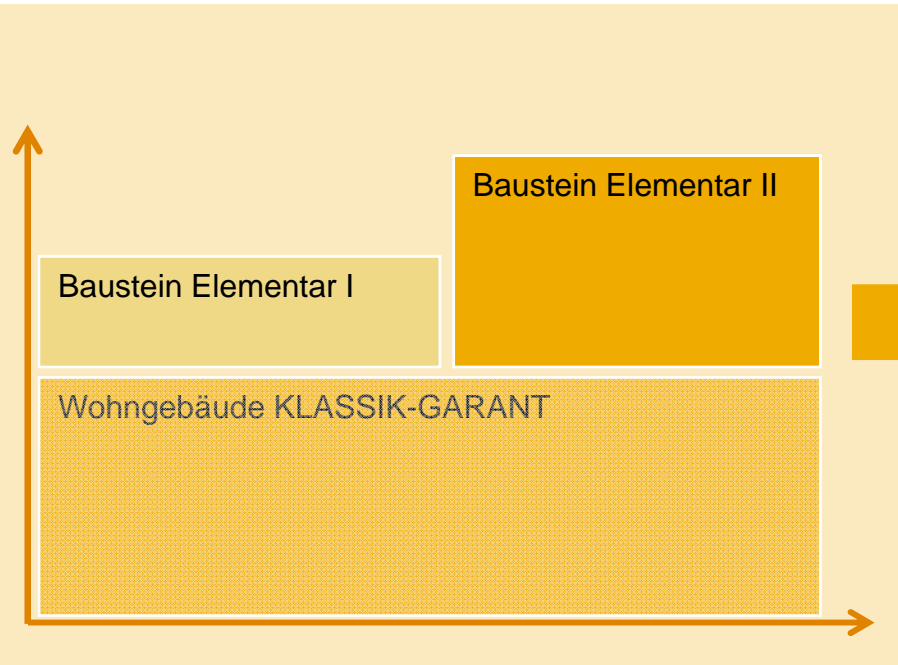 Baustein Elementar II
Baustein Elementar I
Wohngebäude KLASSIK-GARANT